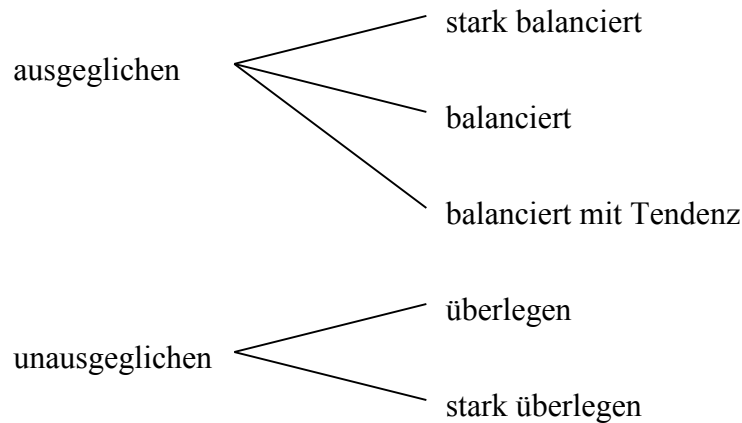 stark balanciert
ausgeglichen
balanciert
balanciert mit Tendenz
überlegen
unausgeglichen
stark überlegen